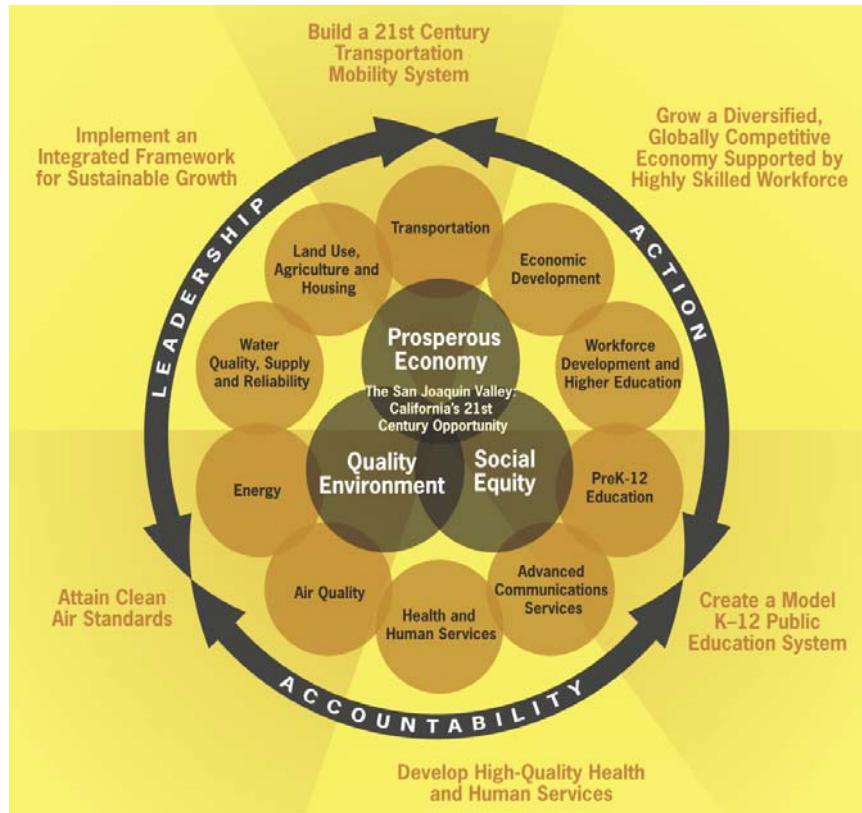 Build a 21st Century
Transportation
Mobility System
Implement an
Integrated Framework
for Sustainable Growth
Grow a Diversified,
Globally Competitive
Economy Supported by
Highly Skilled Workforce
LEADERSHIP
ACTION
Transportation
Land Use,
Agriculture and
Housing
Economic
Development
Water
Quality, Supply
and Reliability
Prosperous
Economy
Workforce
Development and
Higher Education
The San Joaquin Valley:
California's 21st
Century Opportunity
Quality
Environment
Social
Equity
Energy
PreK-12
Education
Air Quality
Health and
Human Services
Advanced
Communications
Services
Attain Clean
Air Standards
Create a Model
K–12 Public
Education System
ACCOUNTABILITY
Develop High-Quality Health
and Human Services